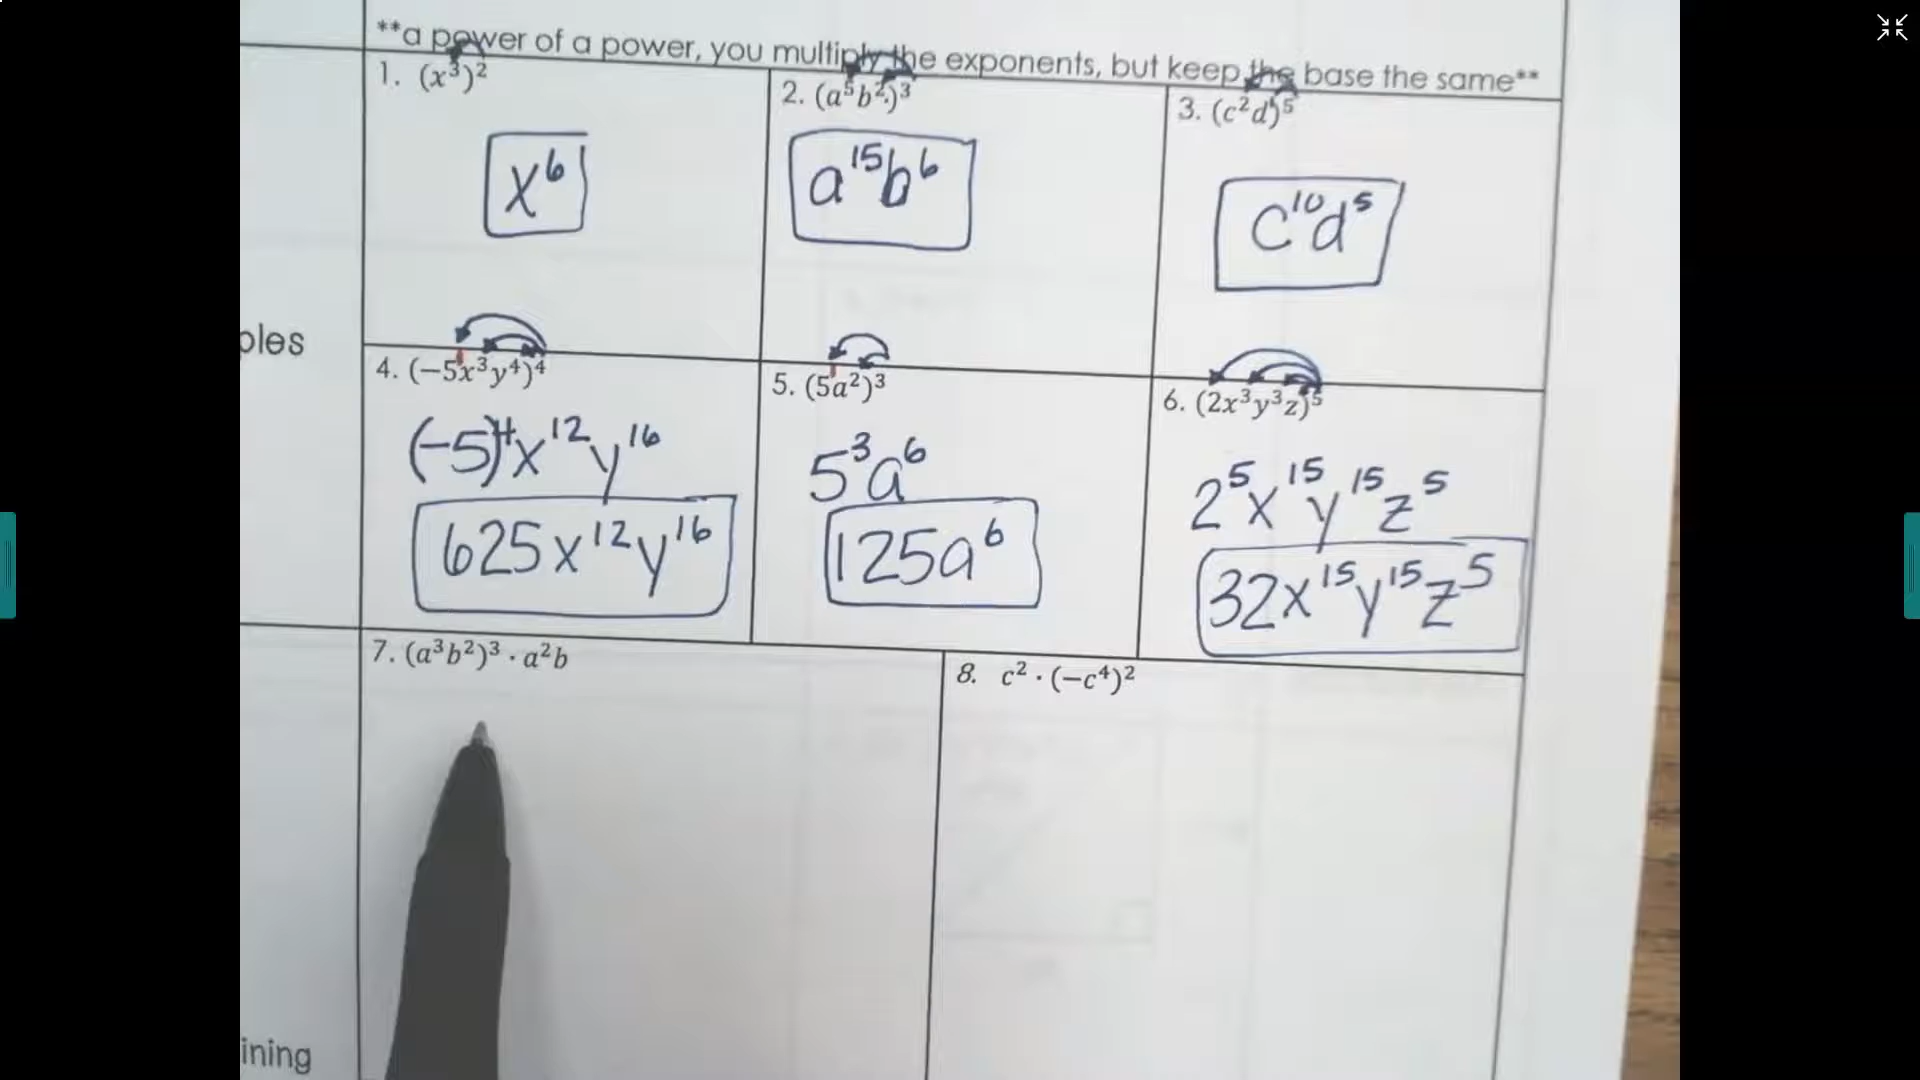 **a power of a power, you multiply the exponents, but keep the base the same**
1. (x³)²
2. (a⁵b²)³
3. (c²d)⁵
x⁶
a¹⁵b⁶
c¹⁰d⁵
ples
4. (−5x³y⁴)⁴
5. (5a²)³
6. (2x³y³z)⁵
(-5)⁴x¹²y¹⁶
5³a⁶
2⁵x¹⁵y¹⁵z⁵
625x¹²y¹⁶
125a⁶
32x¹⁵y¹⁵z⁵
7. (a³b²)³ · a²b
8. c² · (−c⁴)²
ining